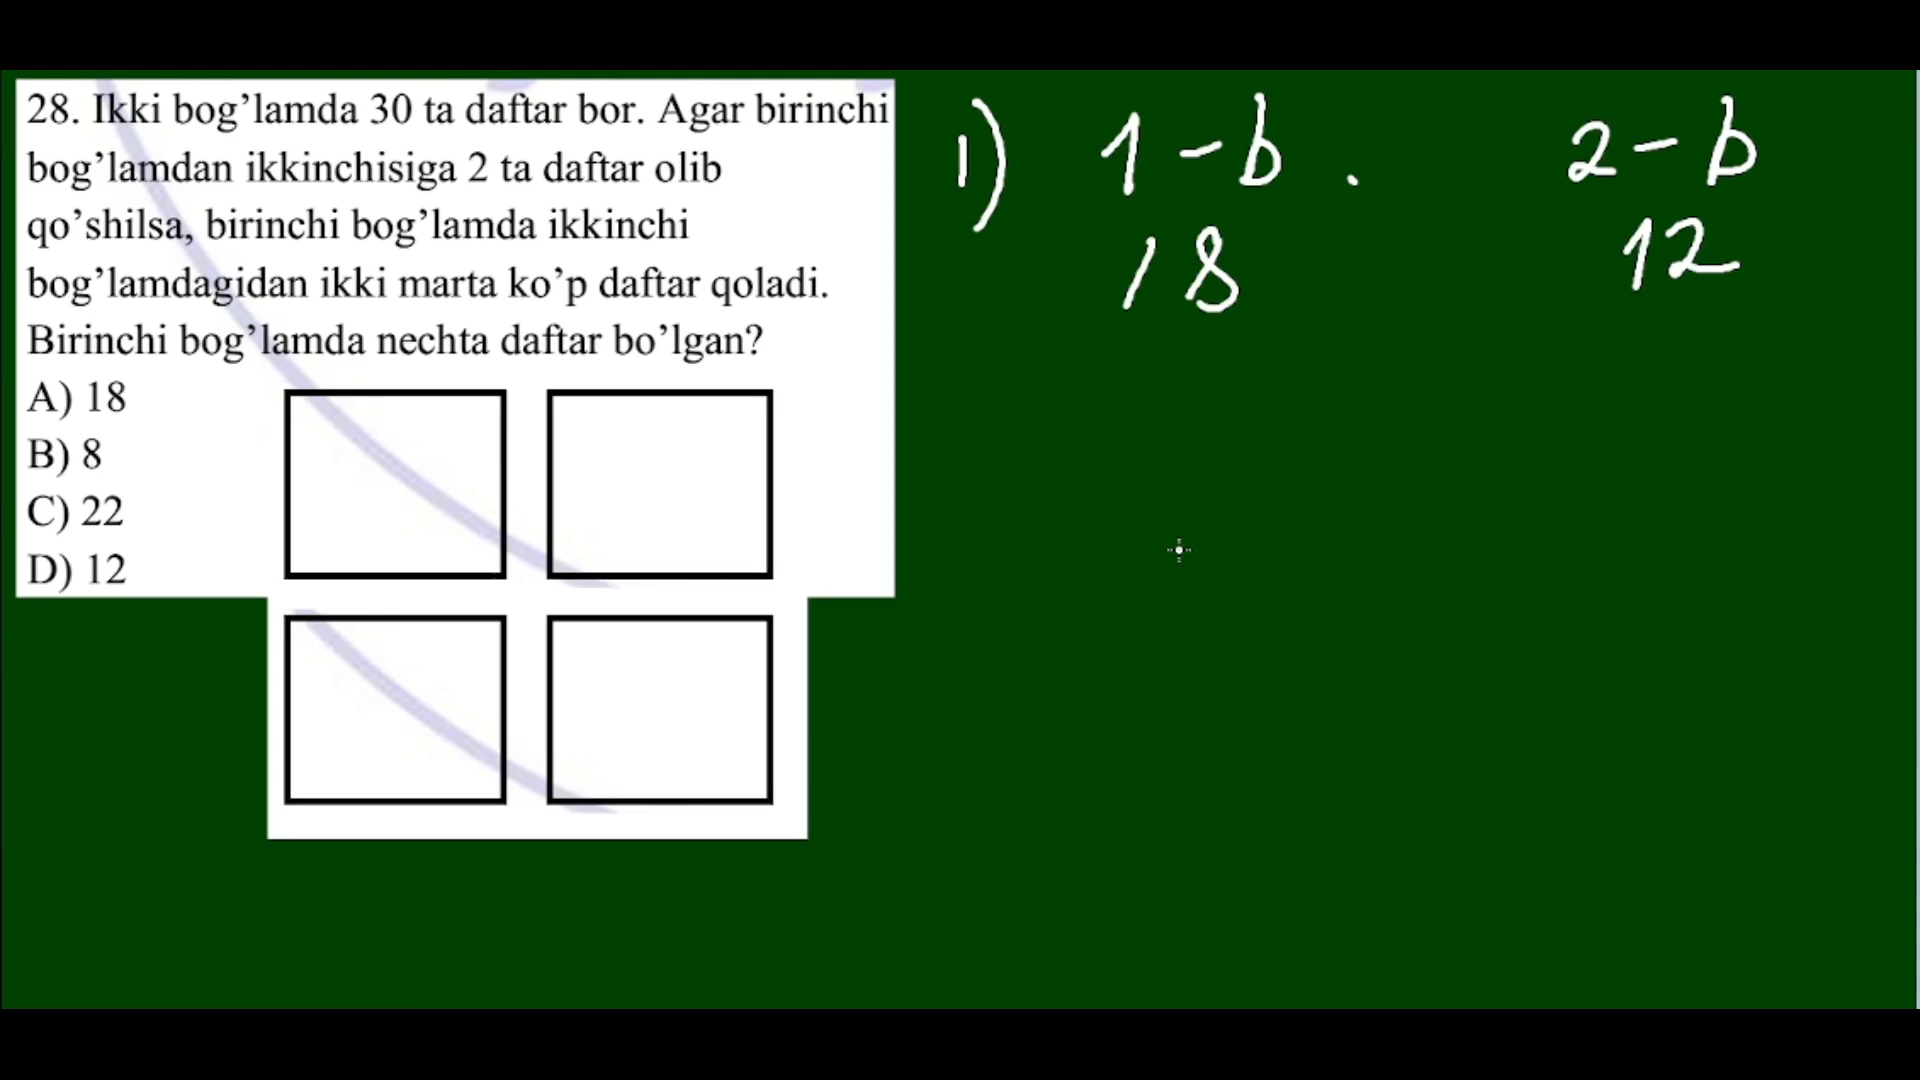 28. Ikki bog’lamda 30 ta daftar bor. Agar birinchi
bog’lamdan ikkinchisiga 2 ta daftar olib
qo’shilsa, birinchi bog’lamda ikkinchi
bog’lamdagidan ikki marta ko’p daftar qoladi.
Birinchi bog’lamda nechta daftar bo’lgan?
A) 18
B) 8
C) 22
D) 12
1) 1-b. 2-b
18 12